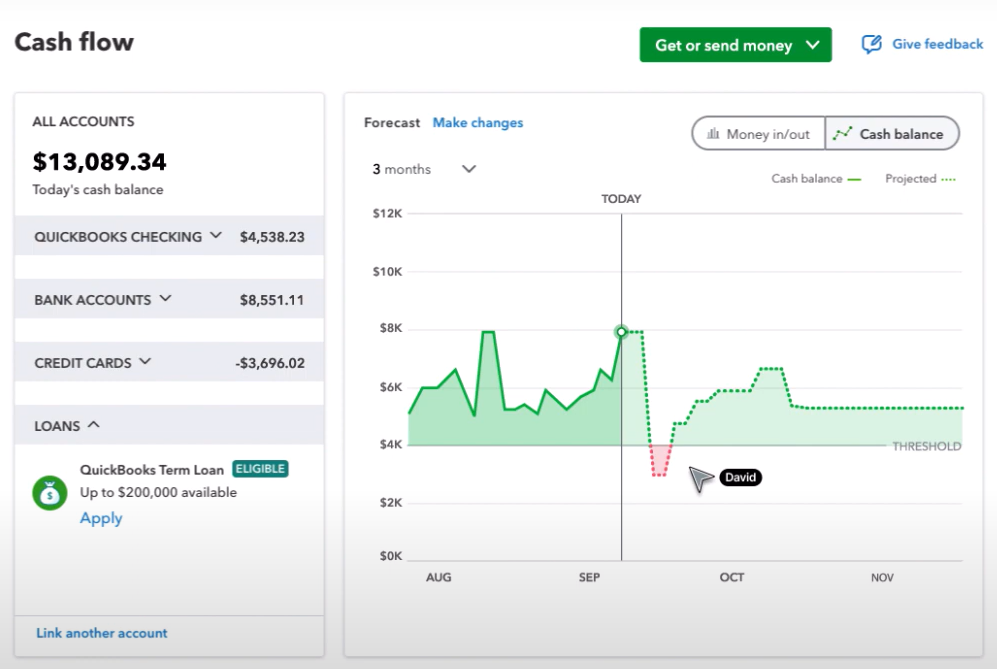 Cash flow
Get or send money
Give feedback
ALL ACCOUNTS
$13,089.34
Today's cash balance
QUICKBOOKS CHECKING $4,538.23
BANK ACCOUNTS $8,551.11
CREDIT CARDS -$3,696.02
LOANS
QuickBooks Term Loan ELIGIBLE
Up to $200,000 available
Apply
Link another account
Forecast Make changes
Money in/out Cash balance
3 months
Cash balance Projected
TODAY
$12K
$10K
$8K
$6K
$4K
THRESHOLD
David
$2K
$0K
AUG SEP OCT NOV